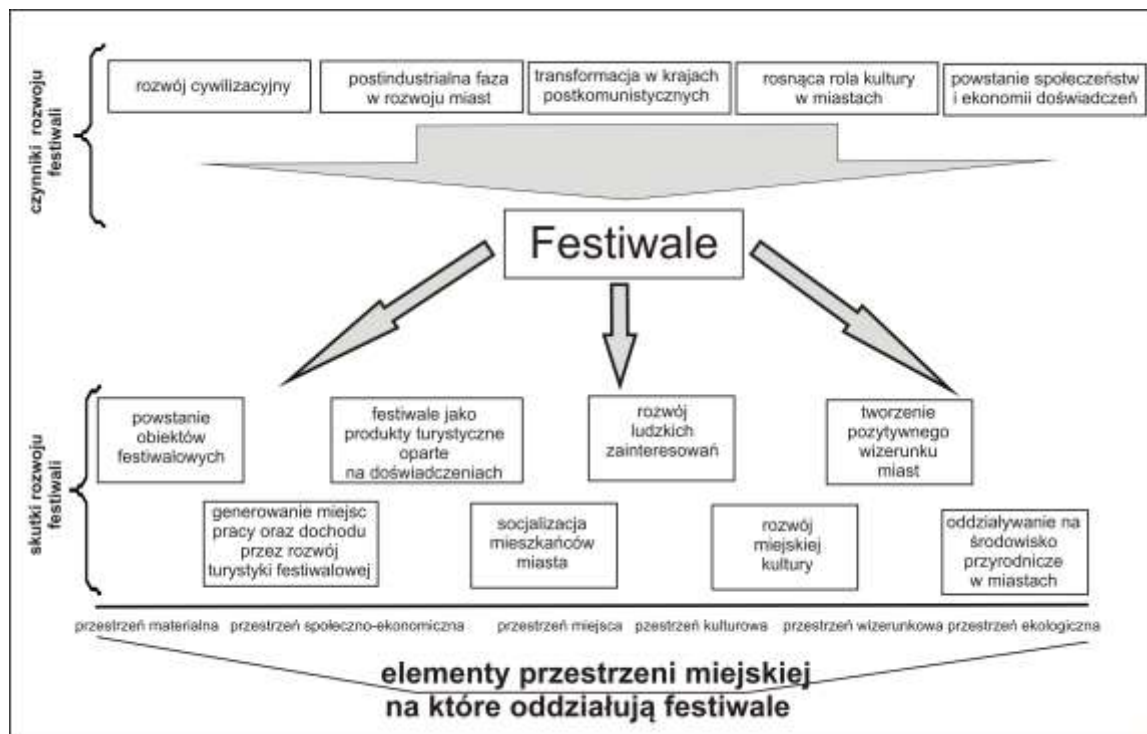 czynniki rozwoju
festiwali
rozwój cywilizacyjny
postindustrialna faza
w rozwoju miast
transformacja w krajach
postkomunistycznych
rosnąca rola kultury
w miastach
powstanie społeczeństw
i ekonomii doświadczeń
Festiwale
skutki rozwoju
festiwali
powstanie
obiektów
festiwalowych
festiwale jako
produkty turystyczne
oparte
na doświadczeniach
rozwój
ludzkich
zainteresowań
tworzenie
pozytywnego
wizerunku
miast
generowanie miejsc
pracy oraz dochodu
przez rozwój
turystyki festiwalowej
socjalizacja
mieszkańców
miasta
rozwój
miejskiej
kultury
oddziaływanie na
środowisko
przyrodnicze
w miastach
przestrzeń materialna
przestrzeń społeczno-ekonomiczna
przestrzeń miejsca
pzestrzeń kulturowa
przestrzeń wizerunkowa
przestrzeń ekologiczna
elementy przestrzeni miejskiej
na które oddziałują festiwale